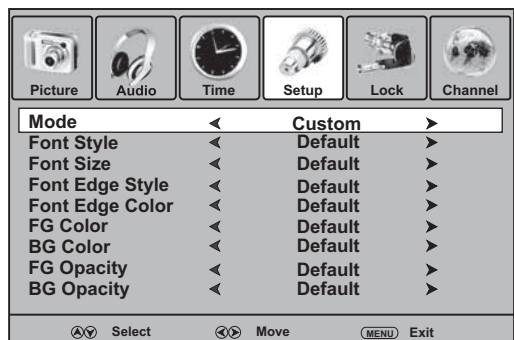 Picture Audio Time Setup Lock Channel
Mode Custom
Font Style Default
Font Size Default
Font Edge Style Default
Font Edge Color Default
FG Color Default
BG Color Default
FG Opacity Default
BG Opacity Default
Select Move MENU Exit